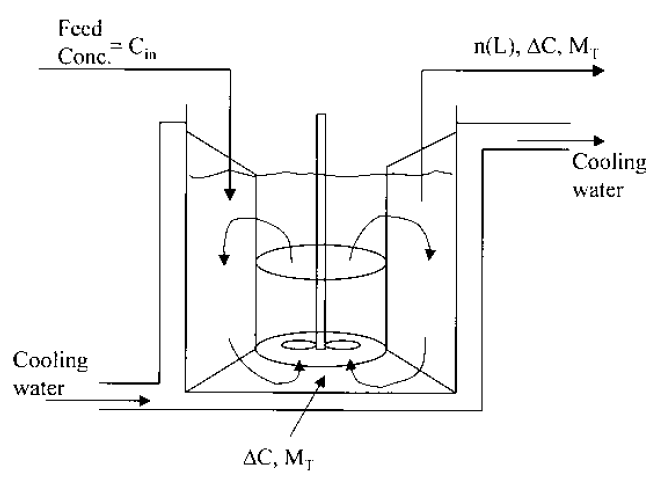 Feed
Conc. = C_in
n(L), ΔC, M_T
Cooling
water
Cooling
water
ΔC, M_T